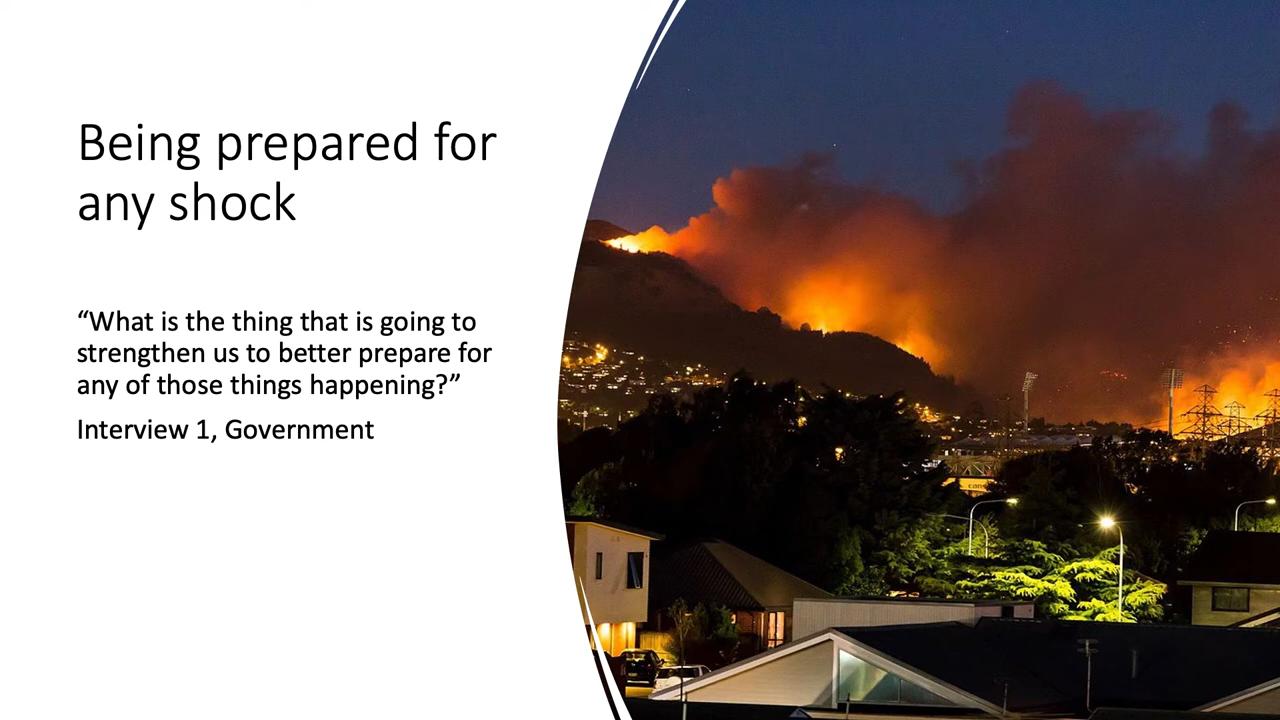 Being prepared for
any shock
“What is the thing that is going to
strengthen us to better prepare for
any of those things happening?”
Interview 1, Government